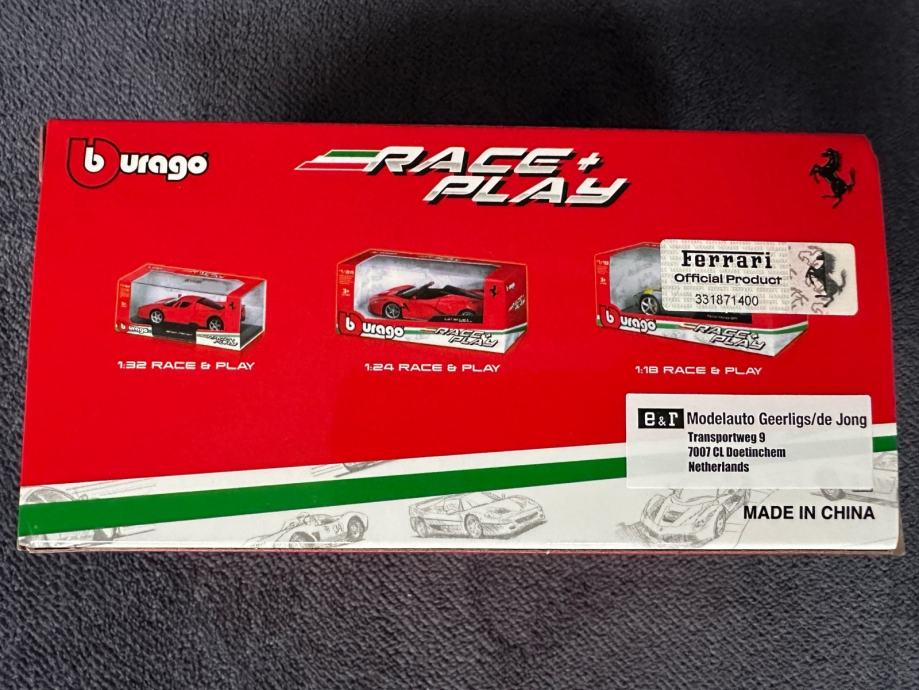 burago
RACE+
PLAY
Ferrari
Official Product
331871400
burago
burago
RACE+
PLAY
burago
RACE+
PLAY
1:32 RACE & PLAY
1:24 RACE & PLAY
1:18 RACE & PLAY
e&r Modelauto Geerligs/de Jong
Transportweg 9
7007 CL Doetinchem
Netherlands
MADE IN CHINA